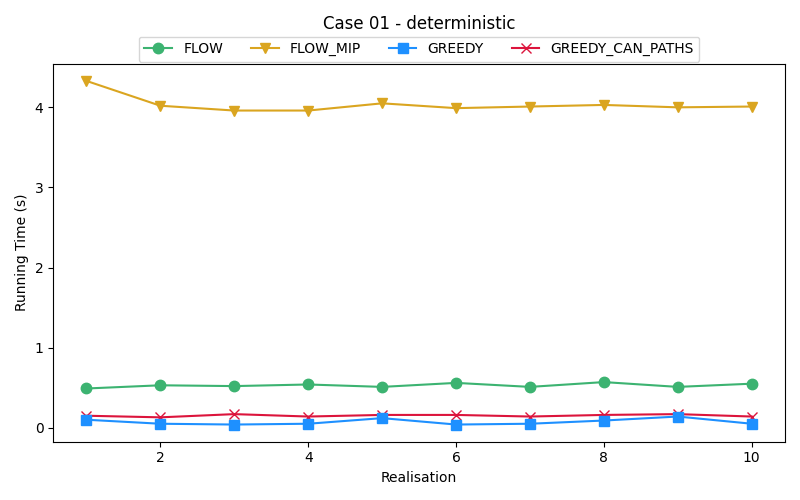 Case 01 - deterministic
FLOW FLOW_MIP GREEDY GREEDY_CAN_PATHS
4
3
2
1
0
Running Time (s)
2 4 6 8 10
Realisation